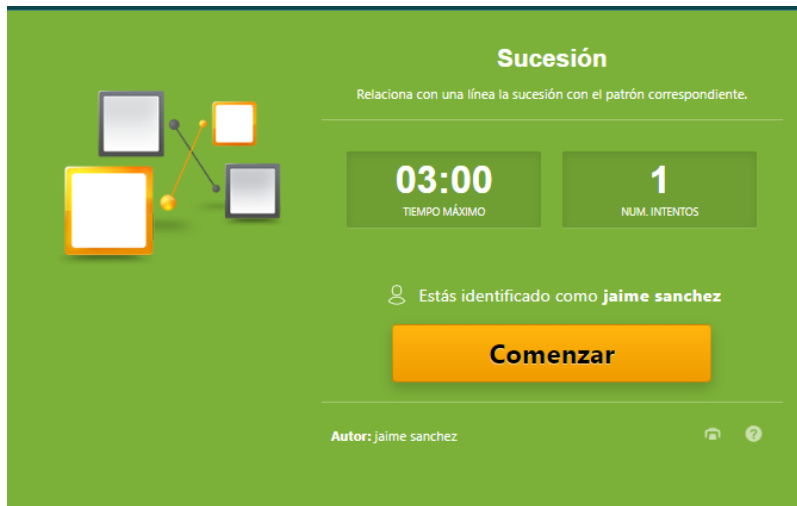 Sucesión
Relaciona con una línea la sucesión con el patrón correspondiente.
03:00
TIEMPO MÁXIMO
1
NUM. INTENTOS
Estás identificado como jaime sanchez
Comenzar
Autor: jaime sanchez
?